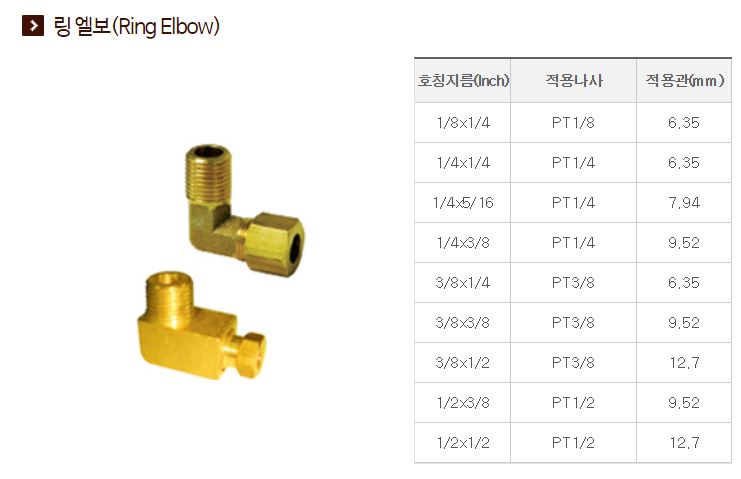 링 엘보(Ring Elbow)
호칭지름(Inch) 적용나사 적용관(mm)
1/8x1/4 PT1/8 6.35
1/4x1/4 PT1/4 6.35
1/4x5/16 PT1/4 7.94
1/4x3/8 PT1/4 9.52
3/8x1/4 PT3/8 6.35
3/8x3/8 PT3/8 9.52
3/8x1/2 PT3/8 12.7
1/2x3/8 PT1/2 9.52
1/2x1/2 PT1/2 12.7